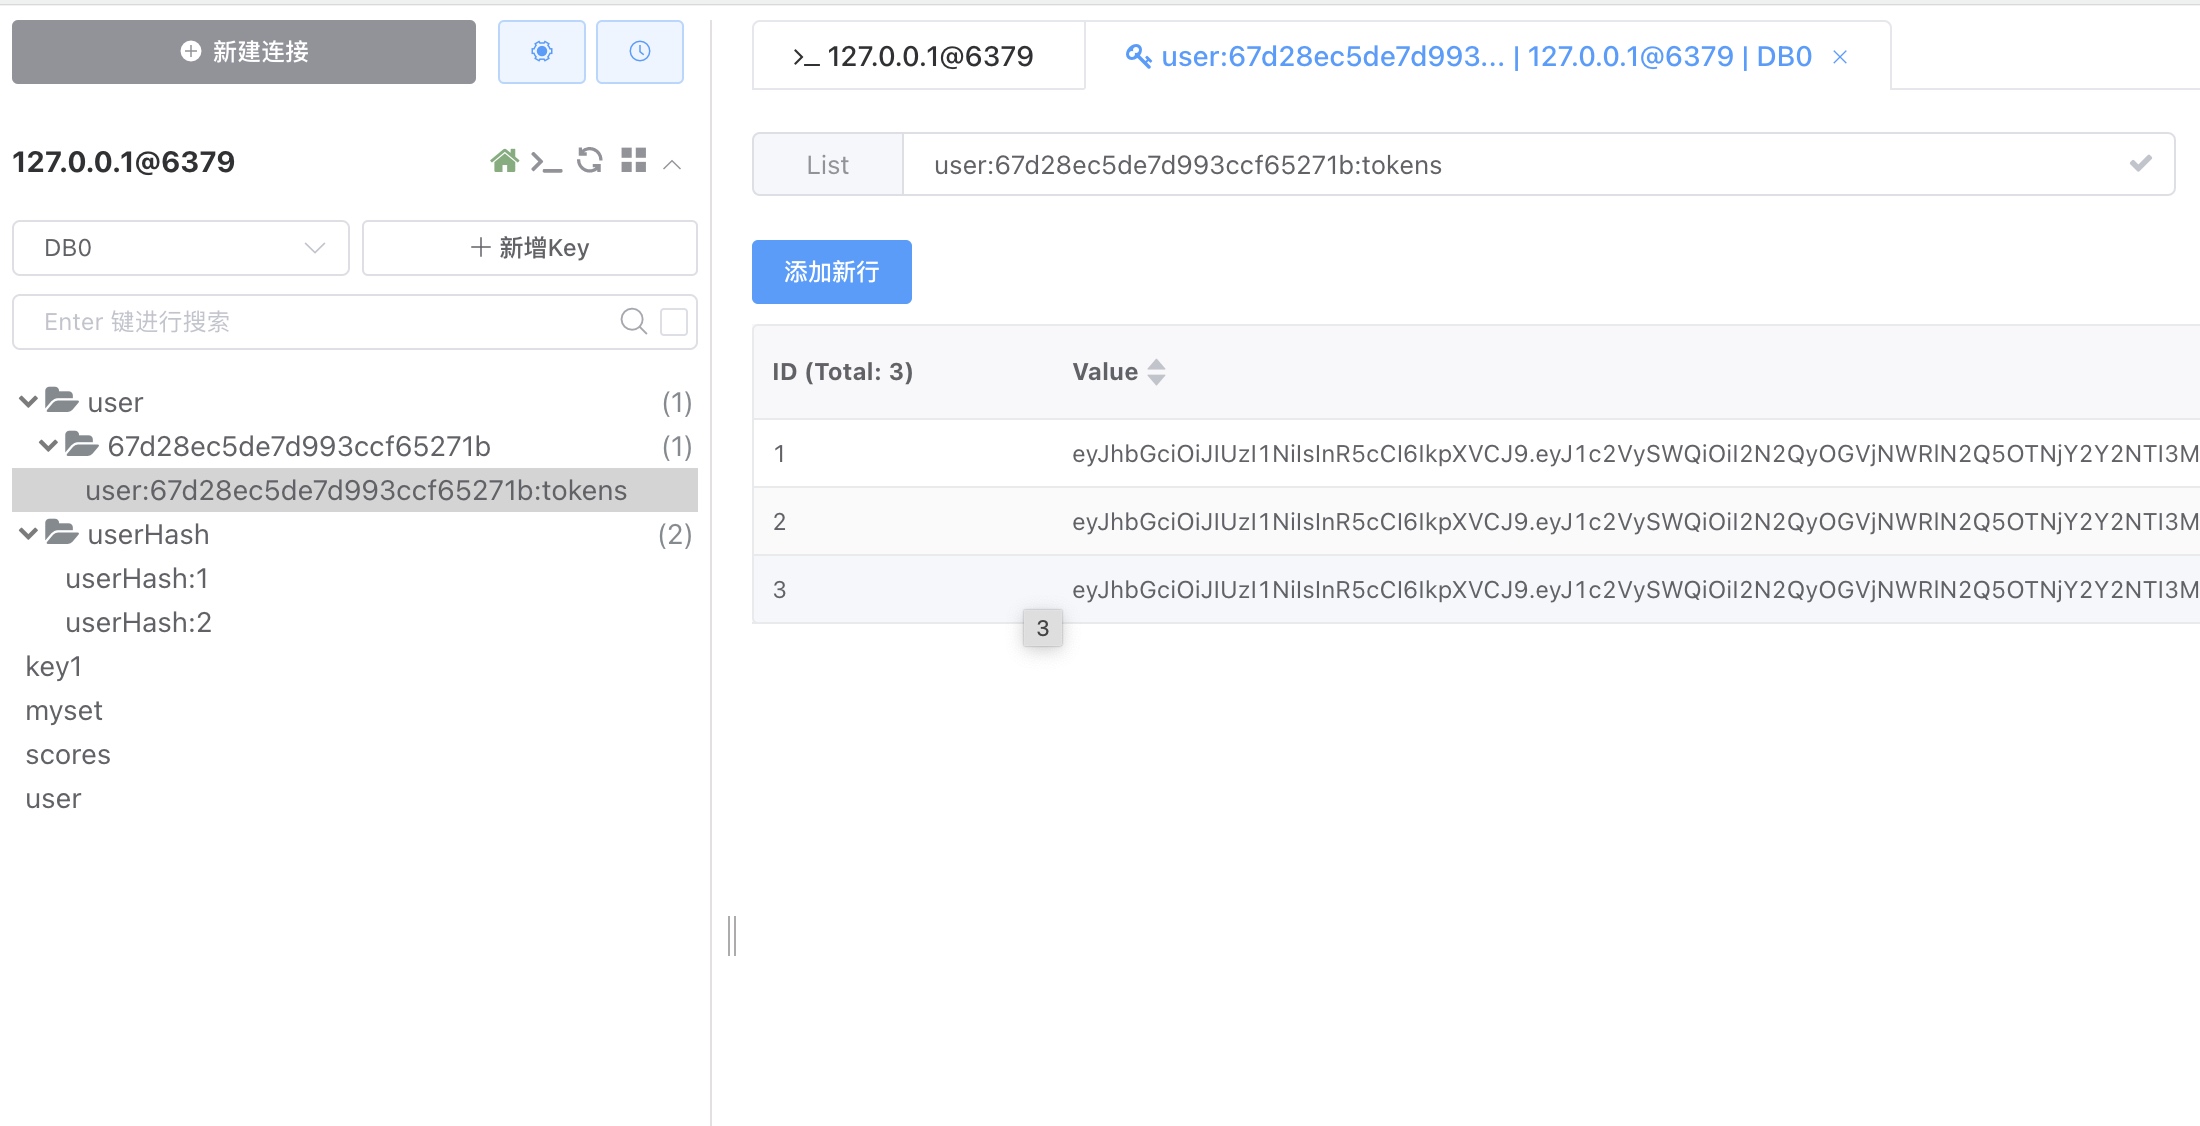 新建连接
127.0.0.1@6379
DB0
新增Key
Enter 键进行搜索
user (1)
67d28ec5de7d993ccf65271b (1)
user:67d28ec5de7d993ccf65271b:tokens
userHash (2)
userHash:1
userHash:2
key1
myset
scores
user
>_ 127.0.0.1@6379
user:67d28ec5de7d993... | 127.0.0.1@6379 | DB0 ×
List user:67d28ec5de7d993ccf65271b:tokens
添加新行
ID (Total: 3) Value
1 eyJhbGciOiJIUzI1NiIsInR5cCI6IkpXVCJ9.eyJ1c2VySWQiOiI2N2QyOGVjNWRlN2Q5OTNjY2Y2NTI3M
2 eyJhbGciOiJIUzI1NiIsInR5cCI6IkpXVCJ9.eyJ1c2VySWQiOiI2N2QyOGVjNWRlN2Q5OTNjY2Y2NTI3M
3 eyJhbGciOiJIUzI1NiIsInR5cCI6IkpXVCJ9.eyJ1c2VySWQiOiI2N2QyOGVjNWRlN2Q5OTNjY2Y2NTI3M
3